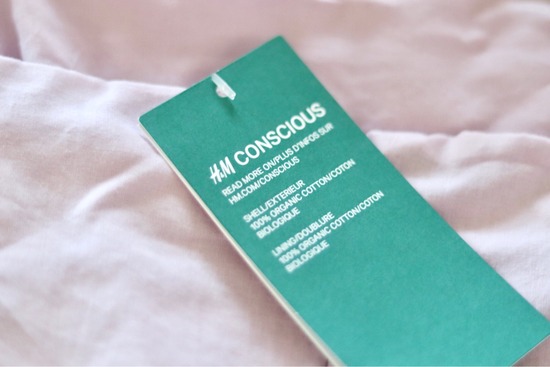 H&M CONSCIOUS
READ MORE ON/PLUS D'INFOS SUR
HM.COM/CONSCIOUS
SHELL/EXTERIEUR
100% ORGANIC COTTON/COTON
BIOLOGIQUE
LINING/DOUBLURE
100% ORGANIC COTTON/COTON
BIOLOGIQUE